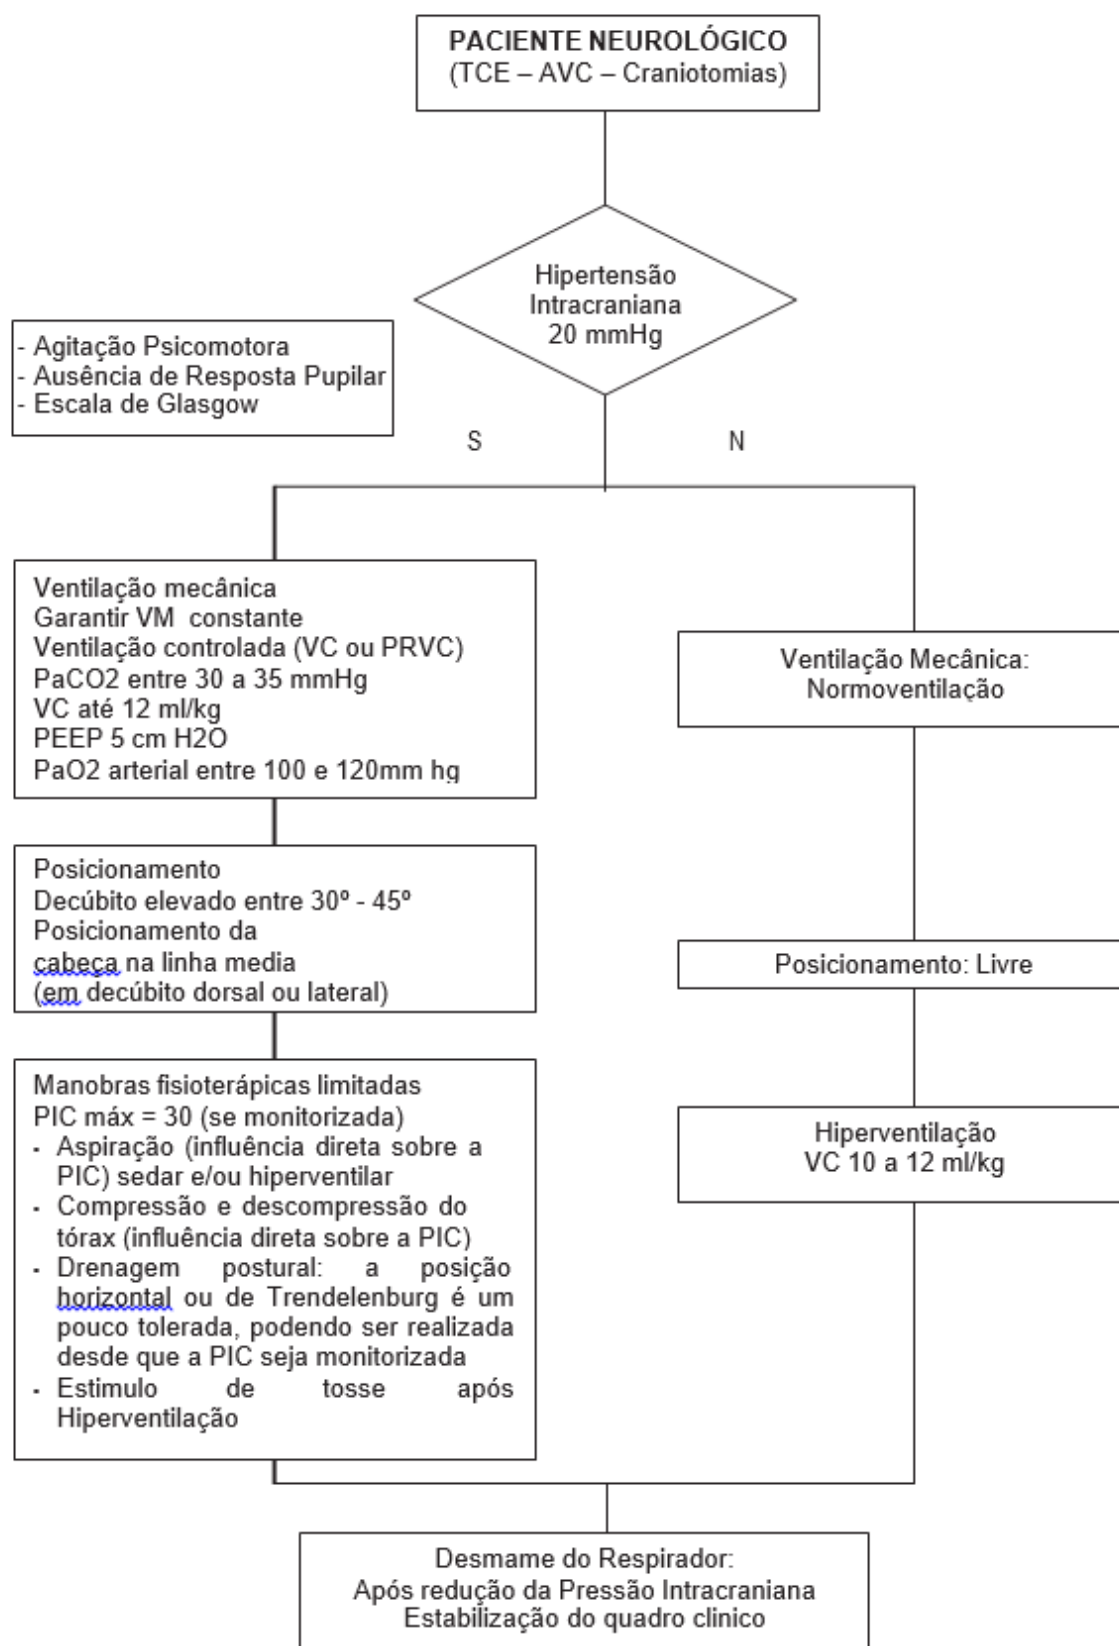 PACIENTE NEUROLÓGICO
(TCE – AVC – Craniotomias)
Hipertensão
Intracraniana
20 mmHg
- Agitação Psicomotora
- Ausência de Resposta Pupilar
- Escala de Glasgow
S
N
Ventilação mecânica
Garantir VM constante
Ventilação controlada (VC ou PRVC)
PaCO2 entre 30 a 35 mmHg
VC até 12 ml/kg
PEEP 5 cm H2O
PaO2 arterial entre 100 e 120mm hg
Ventilação Mecânica:
Normoventilação
Posicionamento
Decúbito elevado entre 30º - 45º
Posicionamento da
cabeça na linha media
(em decúbito dorsal ou lateral)
Posicionamento: Livre
Manobras fisioterápicas limitadas
PIC máx = 30 (se monitorizada)
- Aspiração (influência direta sobre a
PIC) sedar e/ou hiperventilar
- Compressão e descompressão do
tórax (influência direta sobre a PIC)
- Drenagem postural: a posição
horizontal ou de Trendelenburg é um
pouco tolerada, podendo ser realizada
desde que a PIC seja monitorizada
- Estimulo de tosse após
Hiperventilação
Hiperventilação
VC 10 a 12 ml/kg
Desmame do Respirador:
Após redução da Pressão Intracraniana
Estabilização do quadro clinico